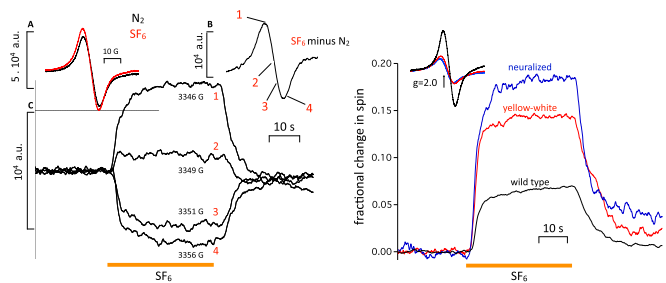 A
N₂
SF₆
10 G
5 . 10⁴ a.u.
B
1
2
3
4
SF₆ minus N₂
10⁴ a.u.
10 s
C
10⁴ a.u.
3346 G
1
2
3349 G
3351 G
3
3356 G
4
SF₆
fractional change in spin
0.20
0.15
0.10
0.05
0.00
g=2.0
neuralized
yellow-white
wild type
10 s
SF₆